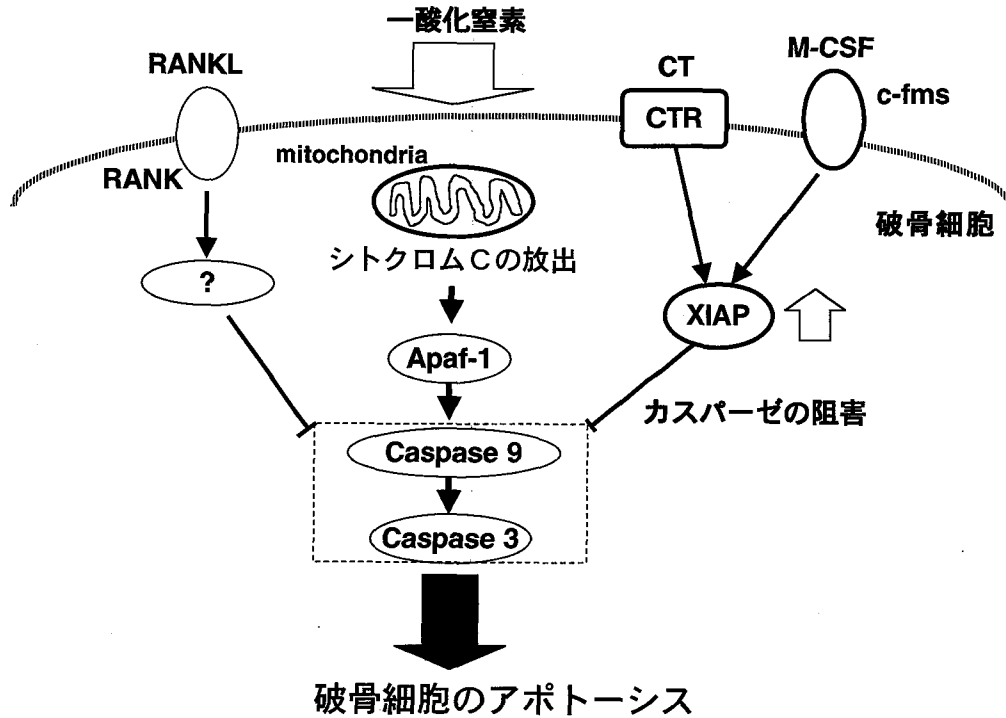 一酸化窒素
RANKL
CT
M-CSF
c-fms
CTR
mitochondria
RANK
破骨細胞
シトクロムCの放出
?
XIAP
Apaf-1
カスパーゼの阻害
Caspase 9
Caspase 3
破骨細胞のアポトーシス